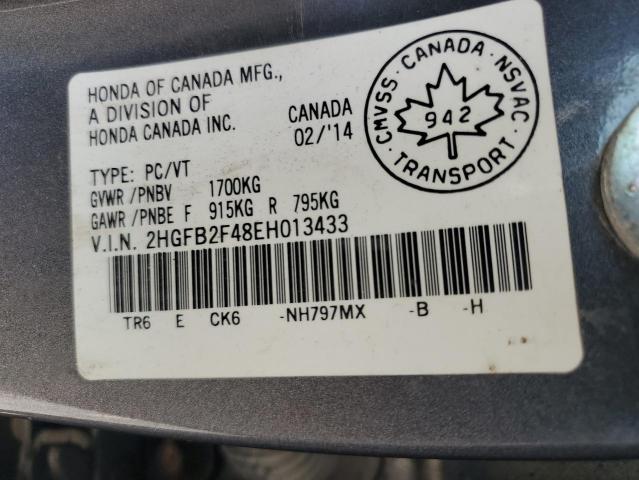 HONDA OF CANADA MFG.,
A DIVISION OF
HONDA CANADA INC.
CANADA
02/'14
CMVSS · CANADA · NSVAC
942
· TRANSPORT ·
TYPE: PC/VT
GVWR /PNBV 1700KG
GAWR /PNBE F 915KG R 795KG
V.I.N. 2HGFB2F48EH013433
TR6 E CK6 -NH797MX -B -H